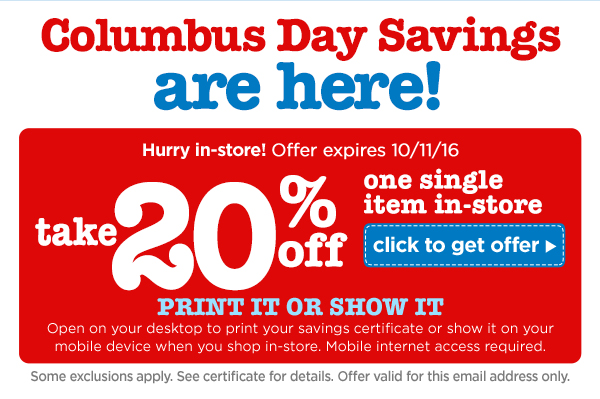 Columbus Day Savings
are here!
Hurry in-store! Offer expires 10/11/16
take 20% off
one single
item in-store
click to get offer ▸
PRINT IT OR SHOW IT
Open on your desktop to print your savings certificate or show it on your
mobile device when you shop in-store. Mobile internet access required.
Some exclusions apply. See certificate for details. Offer valid for this email address only.